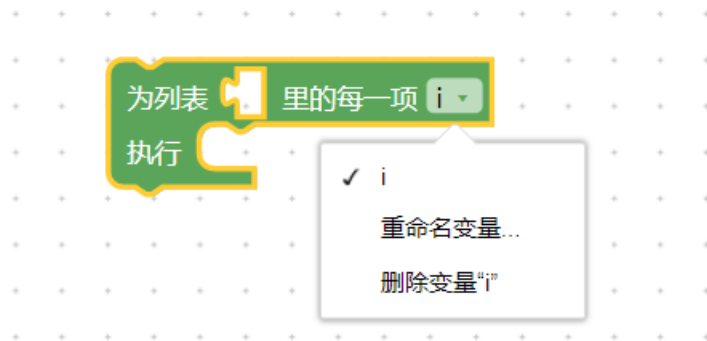 为列表 里的每一项 i
执行
i
重命名变量...
删除变量“i”